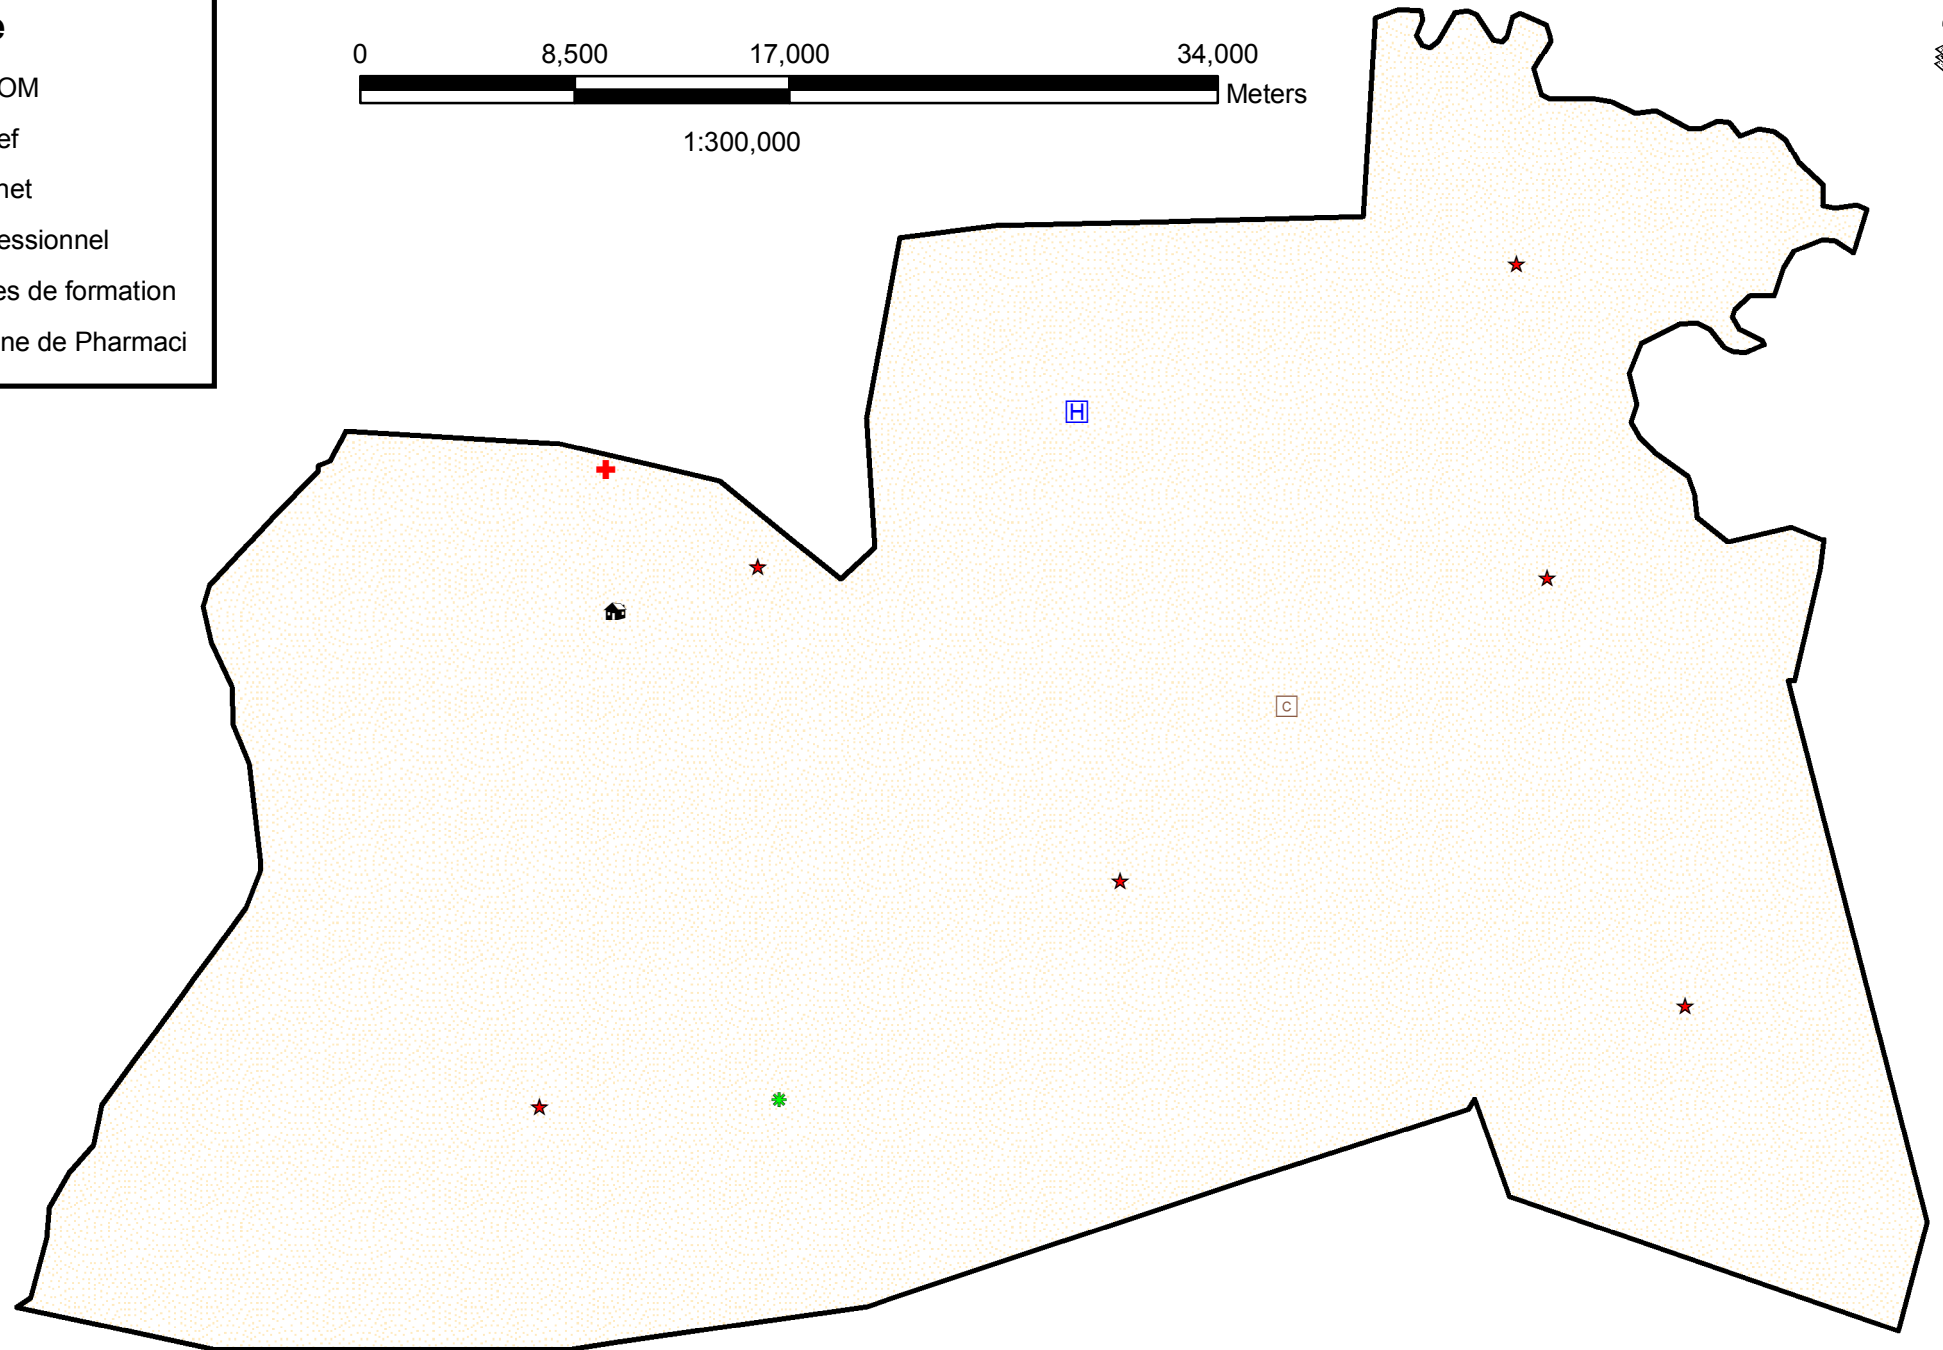 e
OM
ef
net
essionnel
es de formation
ne de Pharmaci
0 8,500 17,000 34,000
Meters
1:300,000
H
C